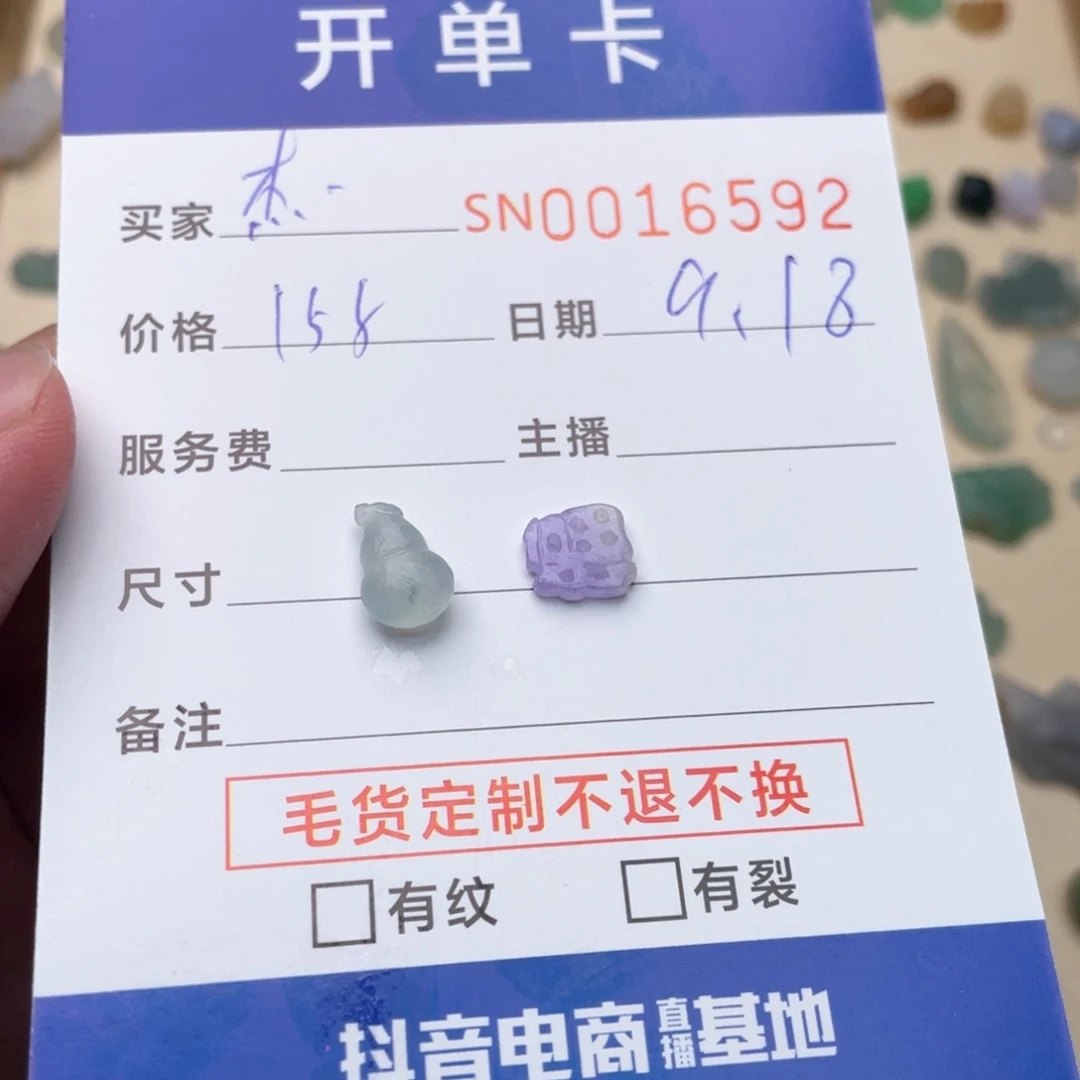 开单卡
买家 杰 SN0016592
价格 158 日期 9.18
服务费 主播
尺寸
备注
毛货定制不退不换
□有纹 □有裂
抖音电商直播基地